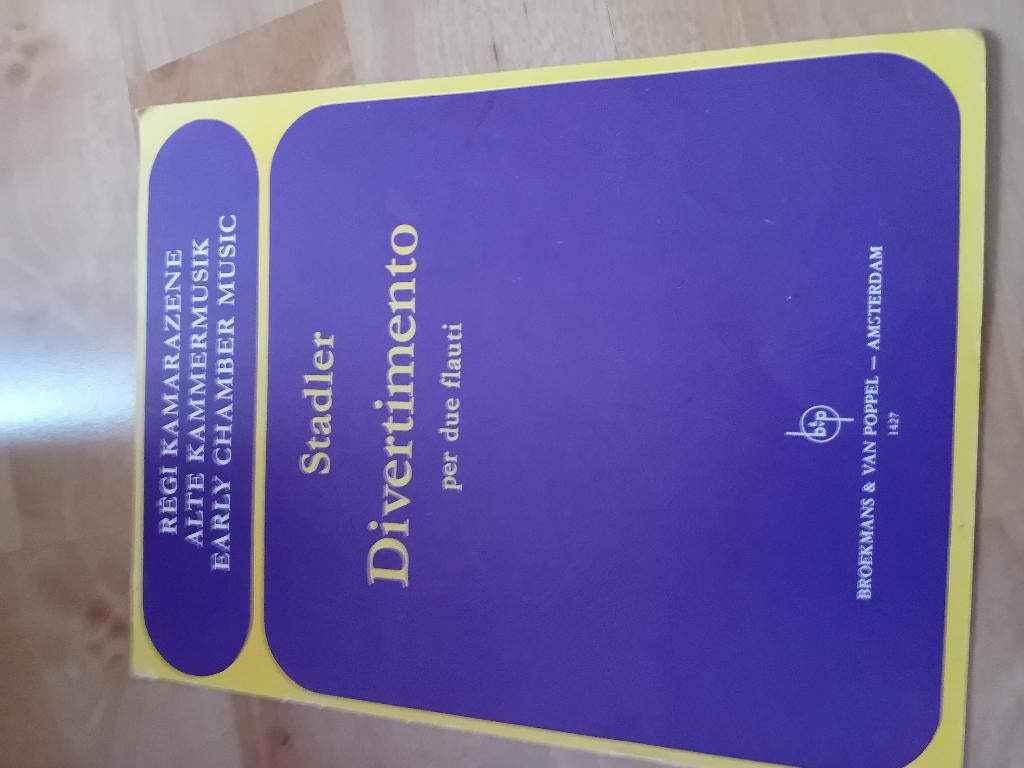 RÉGI KAMARAZENE
ALTE KAMMERMUSIK
EARLY CHAMBER MUSIC
Stadler
Divertimento
per due flauti
bvp
BROEKMANS & VAN POPPEL — AMSTERDAM
1427